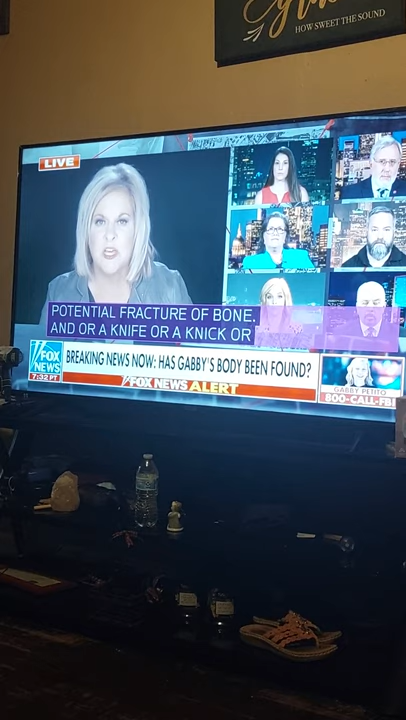 HOW SWEET THE SOUND
LIVE
POTENTIAL FRACTURE OF BONE.
AND OR A KNIFE OR A KNICK OR
FOX
NEWS
7:32 PT
BREAKING NEWS NOW: HAS GABBY'S BODY BEEN FOUND?
FOX NEWS ALERT
GABBY PETITO
800-CALL-FBI